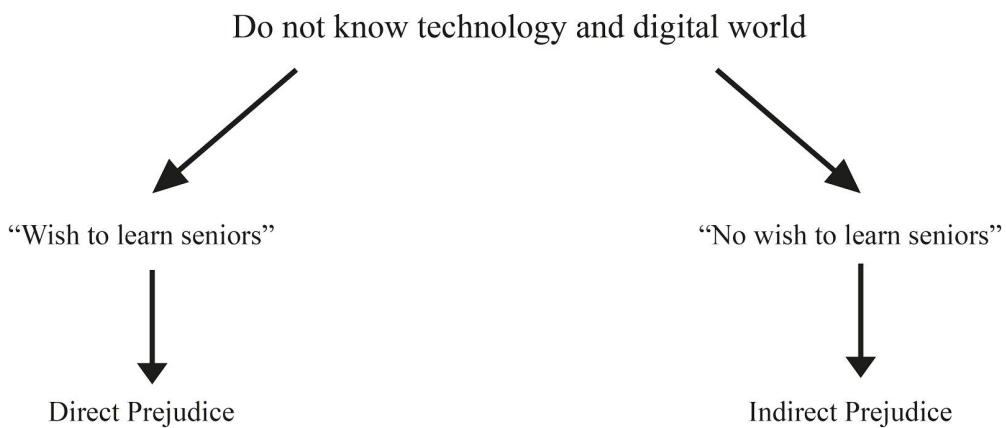 Do not know technology and digital world
“Wish to learn seniors”
“No wish to learn seniors”
Direct Prejudice
Indirect Prejudice